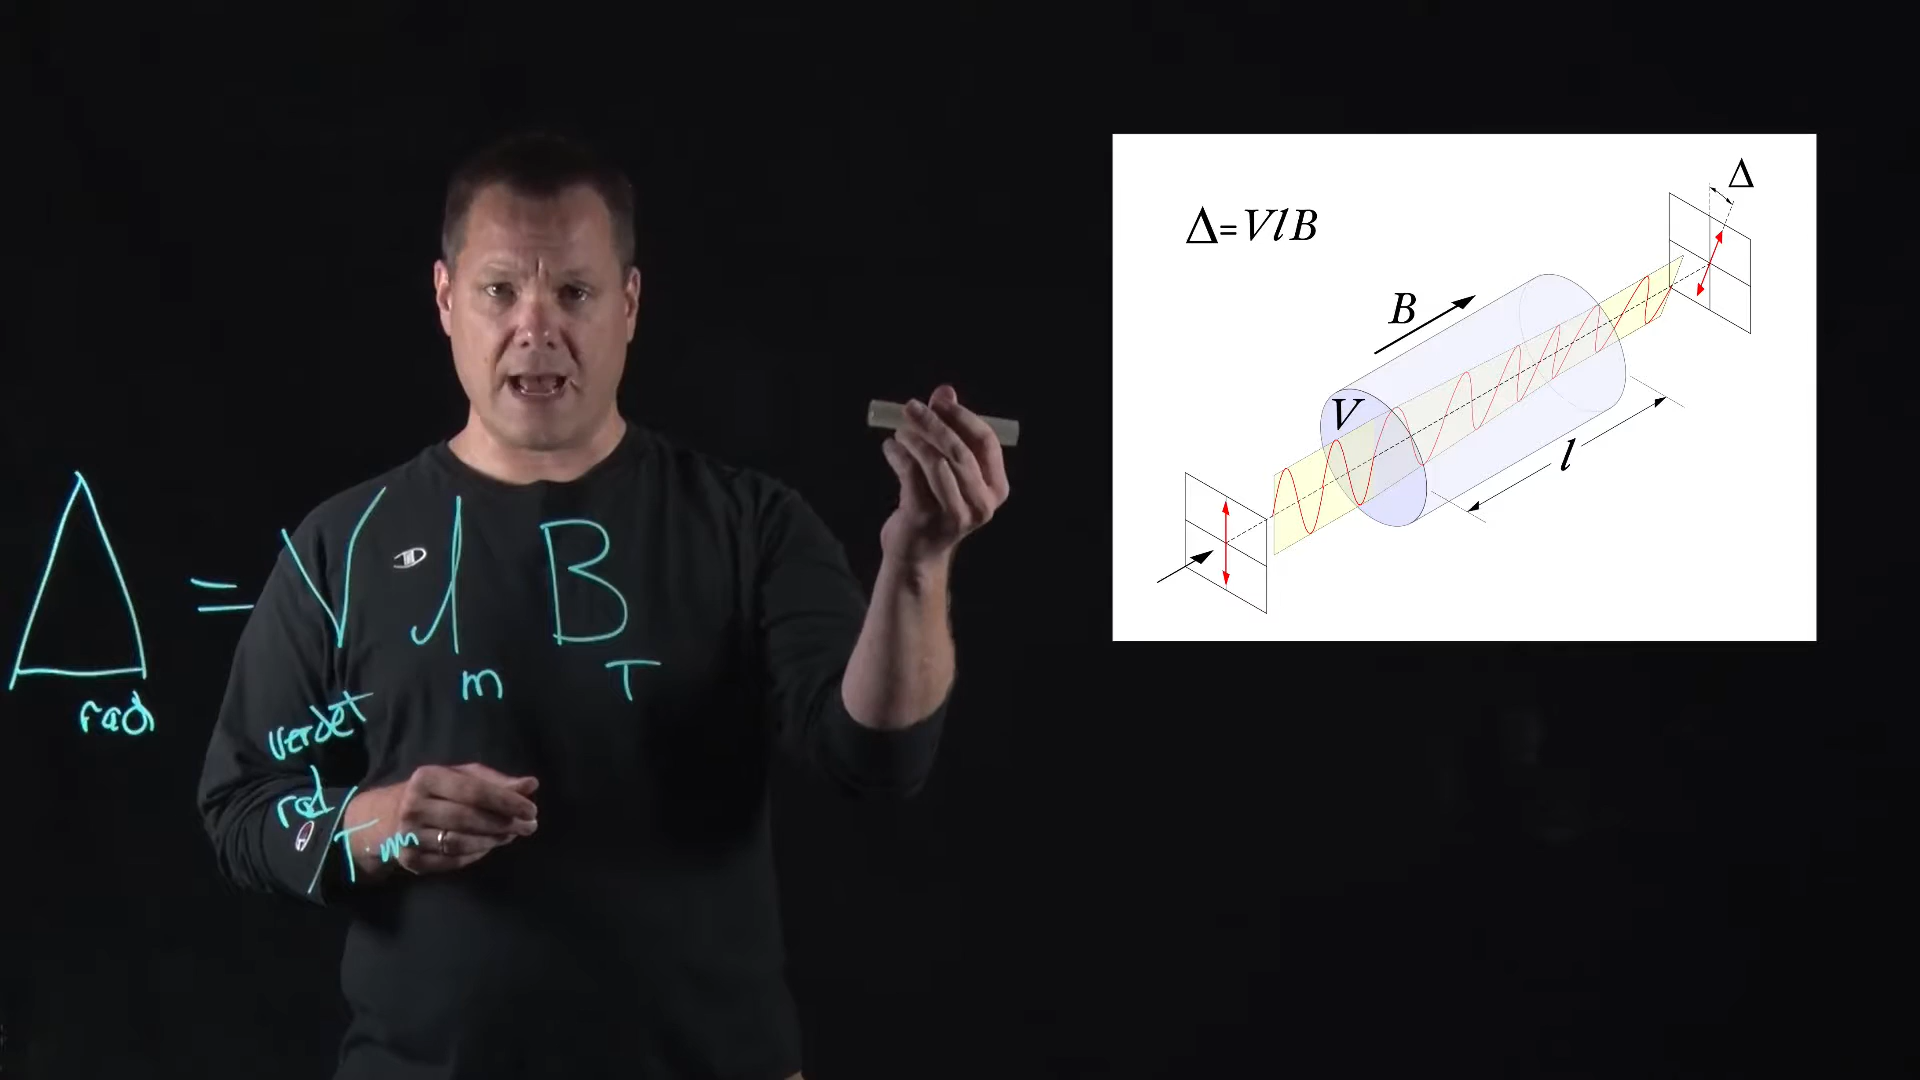 Δ = V l B
rad
m
T
verdet
rad/T·m
Δ=VlB
Δ
B
V
l